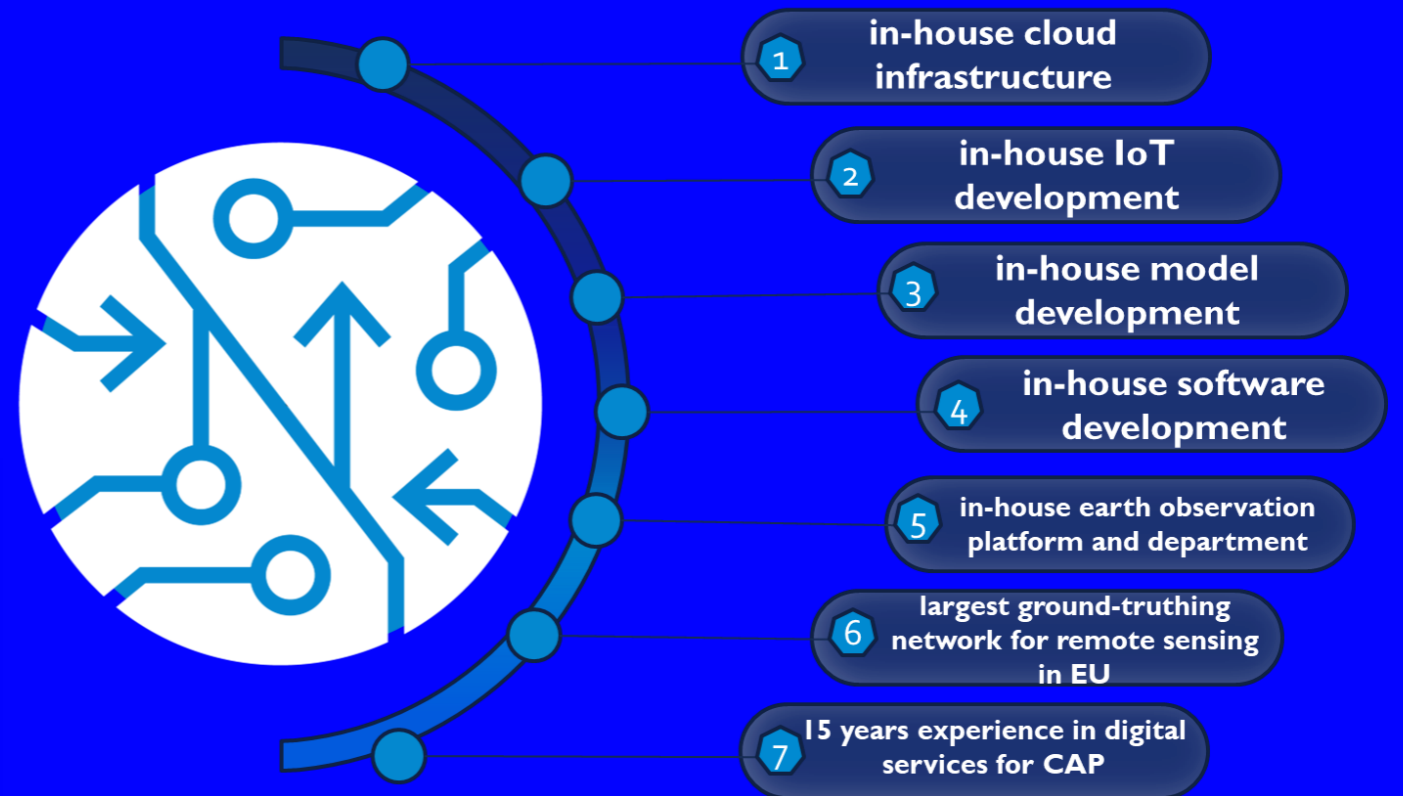 1
in-house cloud
infrastructure
2
in-house IoT
development
3
in-house model
development
4
in-house software
development
5
in-house earth observation
platform and department
6
largest ground-truthing
network for remote sensing
in EU
7
15 years experience in digital
services for CAP